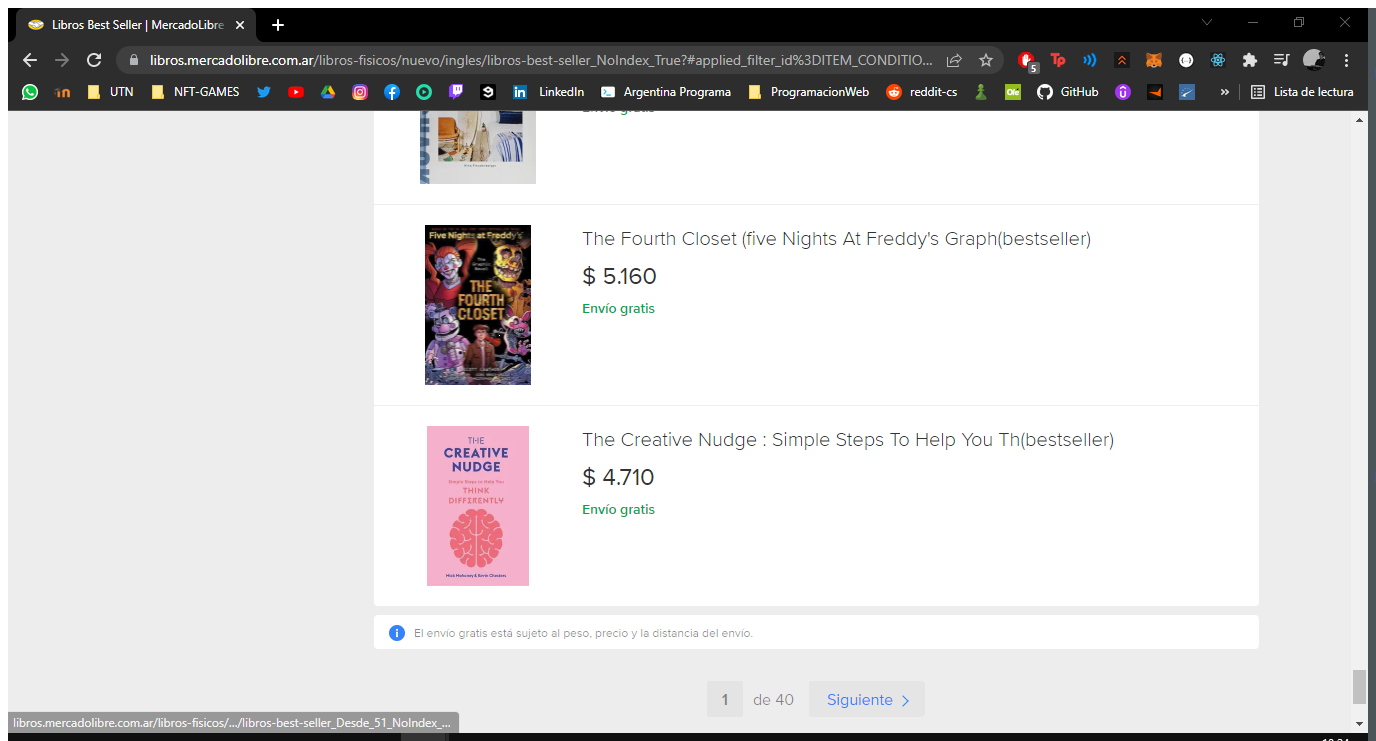 Libros Best Seller | MercadoLibre
libros.mercadolibre.com.ar/libros-fisicos/nuevo/ingles/libros-best-seller_NoIndex_True?#applied_filter_id%3DITEM_CONDITIO...
5
UTN NFT-GAMES LinkedIn Argentina Programa ProgramacionWeb reddit-cs Ole GitHub » Lista de lectura
Envío gratis
Five Nights at Freddy's
THE
FOURTH
CLOSET
The Fourth Closet (five Nights At Freddy's Graph(bestseller)
$ 5.160
Envío gratis
THE
CREATIVE
NUDGE
Simple Steps to Help You
THINK
DIFFERENTLY
Mick Mahoney & Kevin Chesters
The Creative Nudge : Simple Steps To Help You Th(bestseller)
$ 4.710
Envío gratis
El envío gratis está sujeto al peso, precio y la distancia del envío.
1 de 40 Siguiente
libros.mercadolibre.com.ar/libros-fisicos/.../libros-best-seller_Desde_51_NoIndex_...